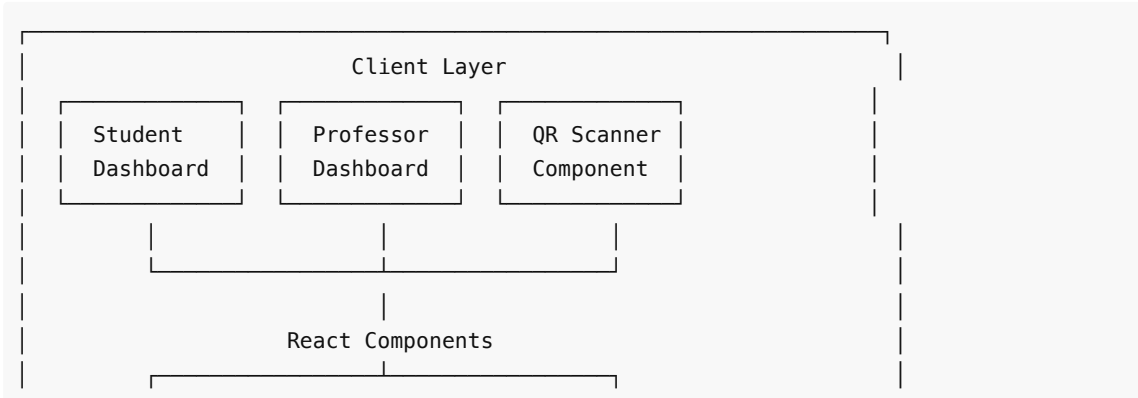 Client Layer
Student Professor QR Scanner
Dashboard Dashboard Component
React Components